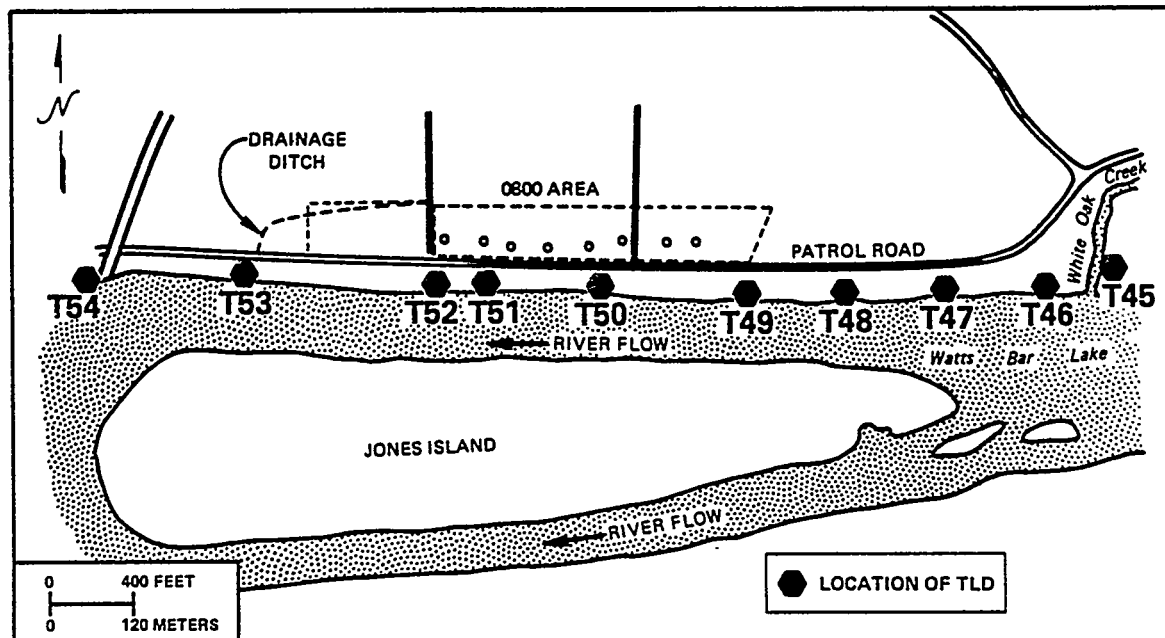 N
DRAINAGE
DITCH
0800 AREA
PATROL ROAD
White Oak Creek
T54
T53
T52
T51
T50
T49
T48
T47
T46
T45
RIVER FLOW
Watts Bar Lake
JONES ISLAND
RIVER FLOW
0 400 FEET
0 120 METERS
LOCATION OF TLD